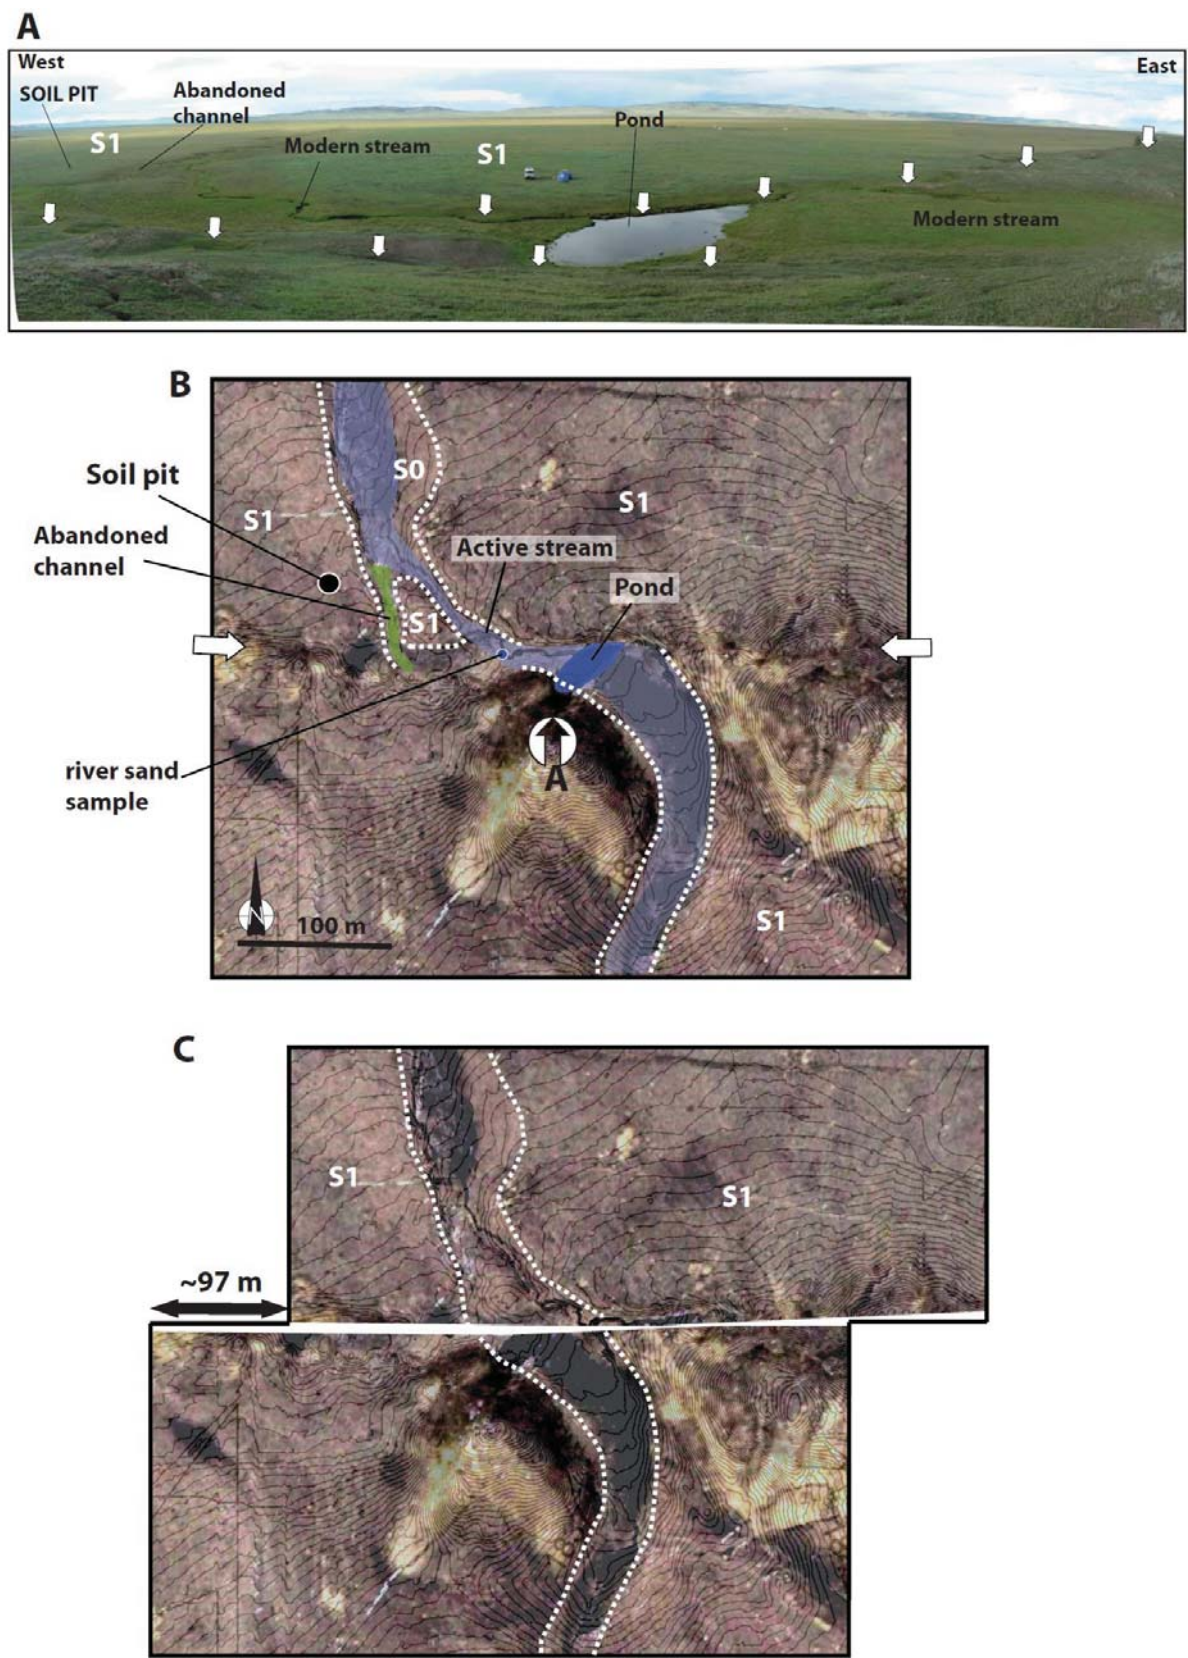 A
West
East
SOIL PIT
Abandoned
channel
Pond
S1
Modern stream
S1
Modern stream
B
S0
Soil pit
S1
S1
Abandoned
channel
Active stream
Pond
S1
A
river sand
sample
N
100 m
S1
C
S1
S1
~97 m